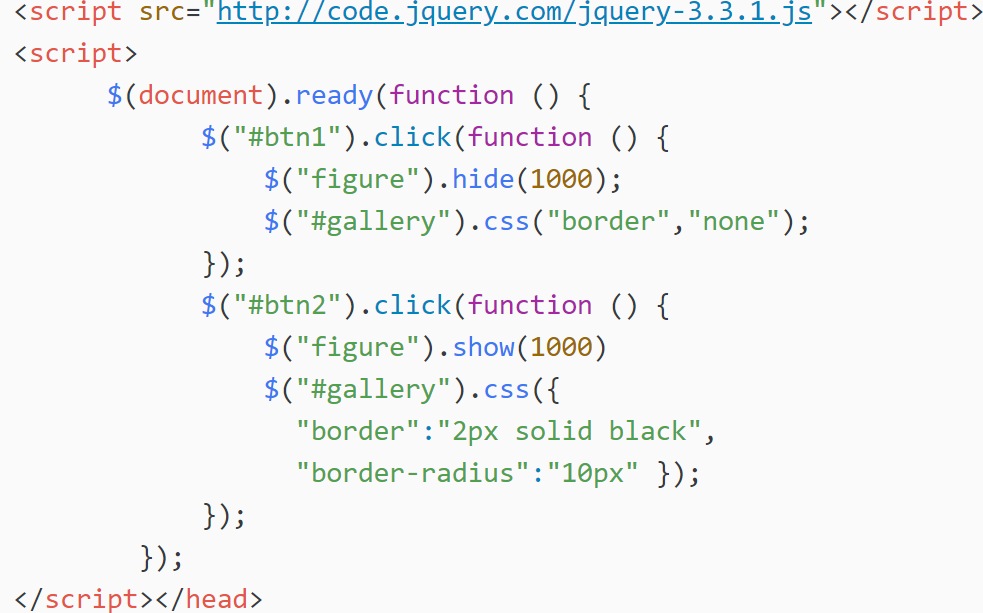 <script src="http://code.jquery.com/jquery-3.3.1.js"></script>
<script>
$(document).ready(function () {
$("#btn1").click(function () {
$("figure").hide(1000);
$("#gallery").css("border","none");
});
$("#btn2").click(function () {
$("figure").show(1000)
$("#gallery").css({
"border":"2px solid black",
"border-radius":"10px" });
});
});
</script></head>